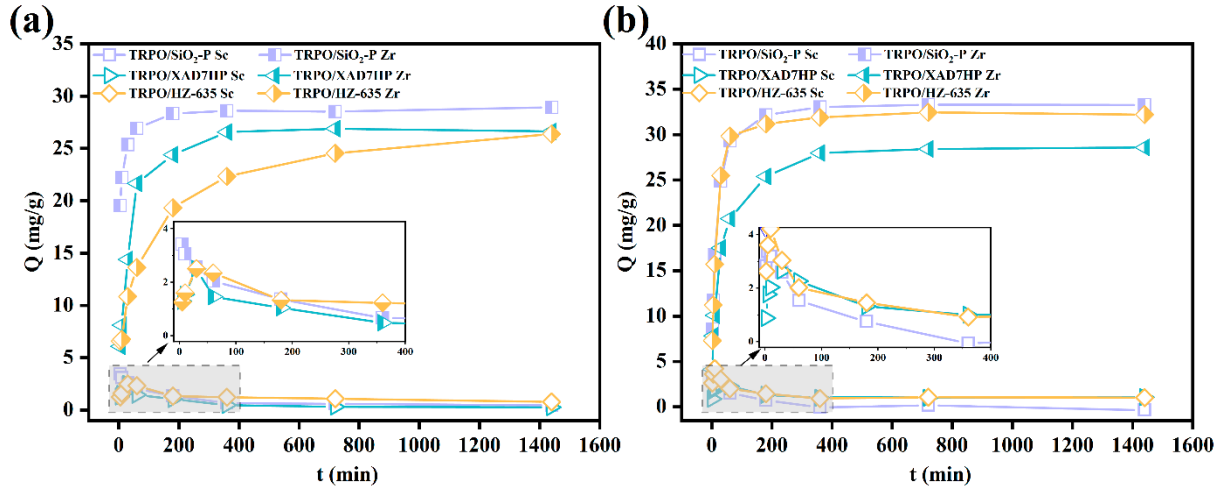 (a)
35
30
25
20
15
10
5
0
Q (mg/g)
TRPO/SiO₂-P Sc TRPO/SiO₂-P Zr
TRPO/XAD7HP Sc TRPO/XAD7HP Zr
TRPO/HZ-635 Sc TRPO/HZ-635 Zr
4
2
0
0 100 200 300 400
0 200 400 600 800 1000 1200 1400 1600
t (min)
(b)
40
35
30
25
20
15
10
5
0
Q (mg/g)
TRPO/SiO₂-P Sc TRPO/SiO₂-P Zr
TRPO/XAD7HP Sc TRPO/XAD7HP Zr
TRPO/HZ-635 Sc TRPO/HZ-635 Zr
4
2
0
0 100 200 300 400
0 200 400 600 800 1000 1200 1400 1600
t (min)